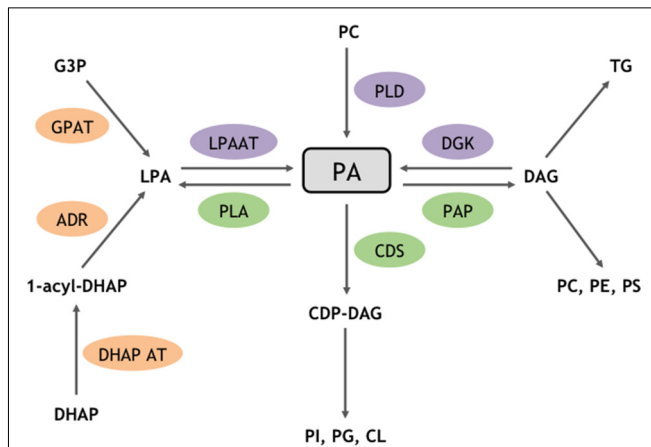 PC
G3P
TG
PLD
GPAT
LPAAT
DGK
LPA
PA
DAG
ADR
PLA
PAP
CDS
1-acyl-DHAP
PC, PE, PS
CDP-DAG
DHAP AT
DHAP
PI, PG, CL